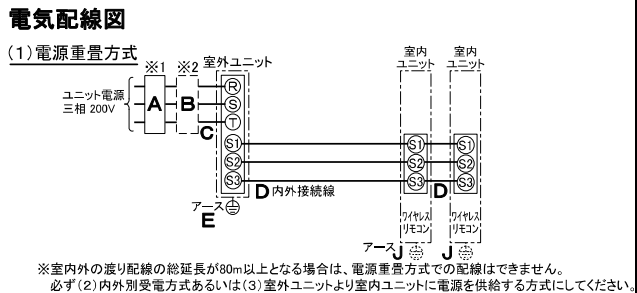 電気配線図
(1)電源重畳方式
※1 ※2 室外ユニット
室内
ユニット
室内
ユニット
ユニット電源
三相 200V
A B
R
S
T
C
S1
S2
S3
S1
S2
S3
S1
S2
S3
D 内外接続線
D
アース
E
ワイヤレス
リモコン
ワイヤレス
リモコン
アース J
J
※室内外の渡り配線の総延長が80m以上となる場合は、電源重畳方式での配線はできません。
必ず(2)内外別受電方式あるいは(3)室外ユニットより室内ユニットに電源を供給する方式にしてください。